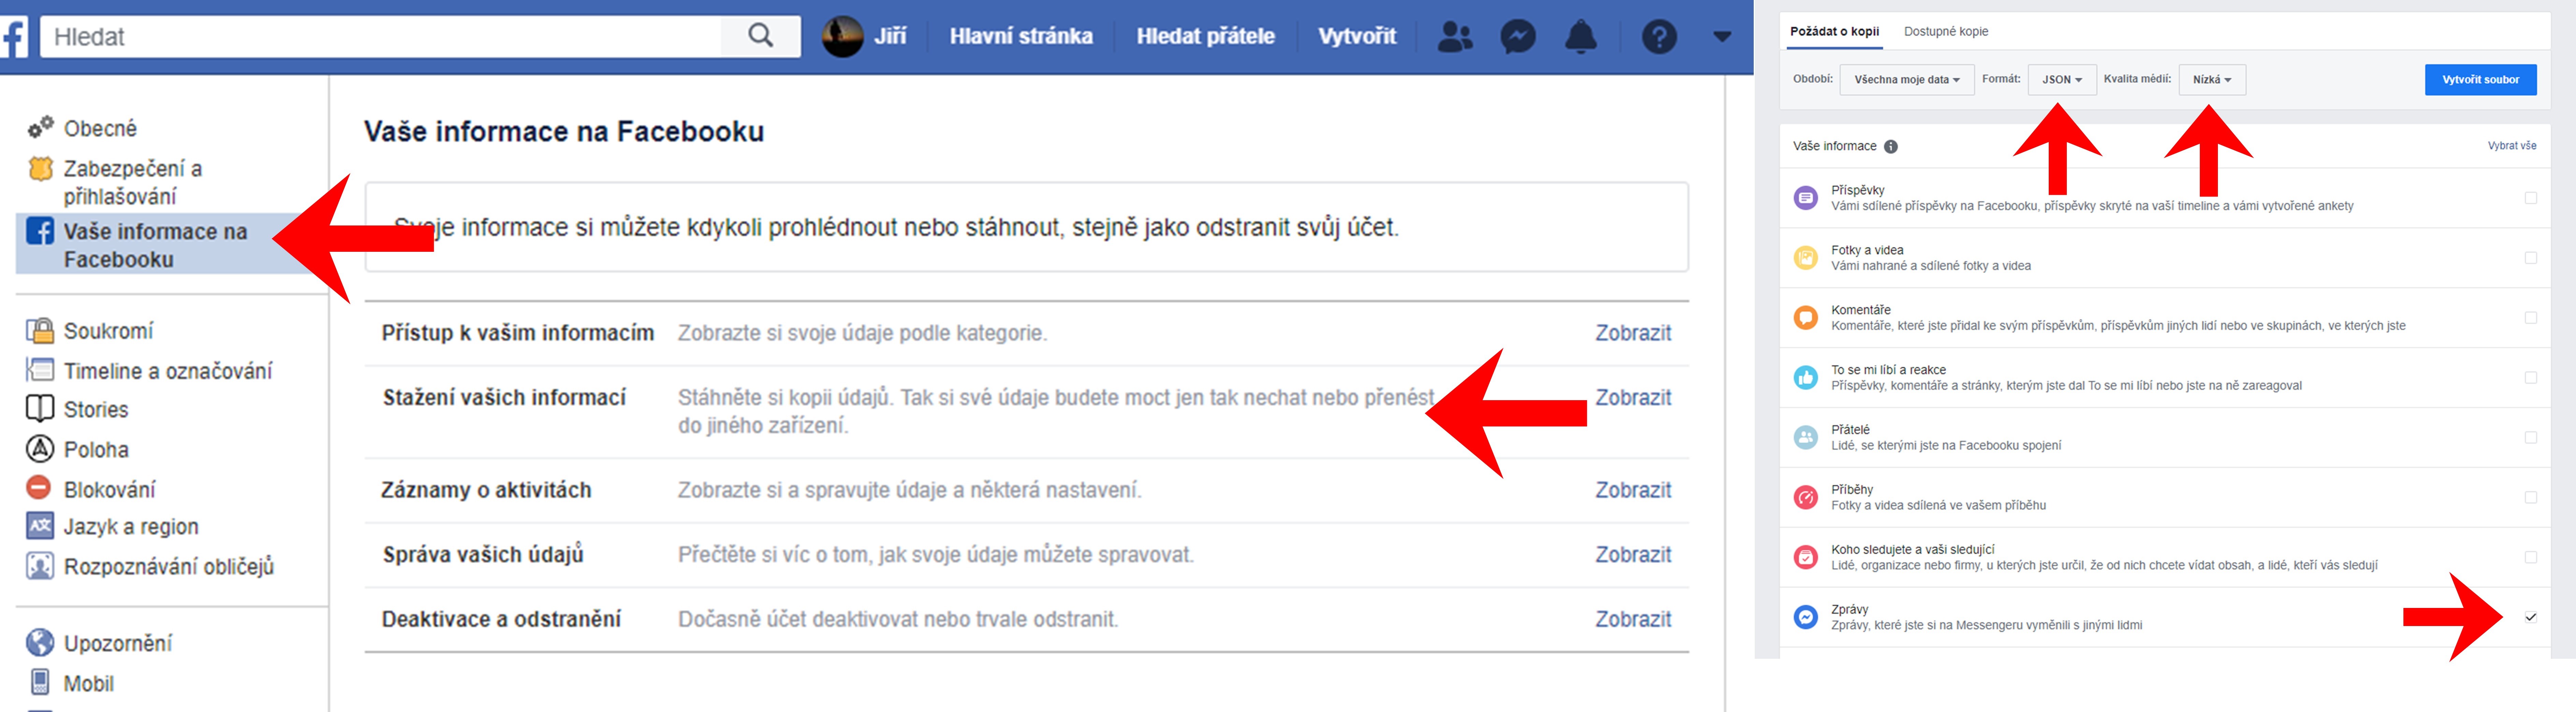 Hledat
Jiří
Hlavní stránka
Hledat přátele
Vytvořit
Obecné
Zabezpečení a
přihlašování
Vaše informace na
Facebooku
Soukromí
Timeline a označování
Stories
Poloha
Blokování
Jazyk a region
Rozpoznávání obličejů
Upozornění
Mobil
Vaše informace na Facebooku
Svoje informace si můžete kdykoli prohlédnout nebo stáhnout, stejně jako odstranit svůj účet.
Přístup k vašim informacím Zobrazte si svoje údaje podle kategorie. Zobrazit
Stažení vašich informací Stáhněte si kopii údajů. Tak si své údaje budete moct jen tak nechat nebo přenést Zobrazit
do jiného zařízení.
Záznamy o aktivitách Zobrazte si a spravujte údaje a některá nastavení. Zobrazit
Správa vašich údajů Přečtěte si víc o tom, jak svoje údaje můžete spravovat. Zobrazit
Deaktivace a odstranění Dočasně účet deaktivovat nebo trvale odstranit. Zobrazit
Požádat o kopii Dostupné kopie
Období: Všechna moje data Formát: JSON Kvalita médií: Nízká Vytvořit soubor
Vaše informace Vybrat vše
Příspěvky
Vámi sdílené příspěvky na Facebooku, příspěvky skryté na vaší timeline a vámi vytvořené ankety
Fotky a videa
Vámi nahrané a sdílené fotky a videa
Komentáře
Komentáře, které jste přidal ke svým příspěvkům, příspěvkům jiných lidí nebo ve skupinách, ve kterých jste
To se mi líbí a reakce
Příspěvky, komentáře a stránky, kterým jste dal To se mi líbí nebo jste na ně zareagoval
Přátelé
Lidé, se kterými jste na Facebooku spojení
Příběhy
Fotky a videa sdílená ve vašem příběhu
Koho sledujete a vaši sledující
Lidé, organizace nebo firmy, u kterých jste určil, že od nich chcete vídat obsah, a lidé, kteří vás sledují
Zprávy
Zprávy, které jste si na Messengeru vyměnili s jinými lidmi